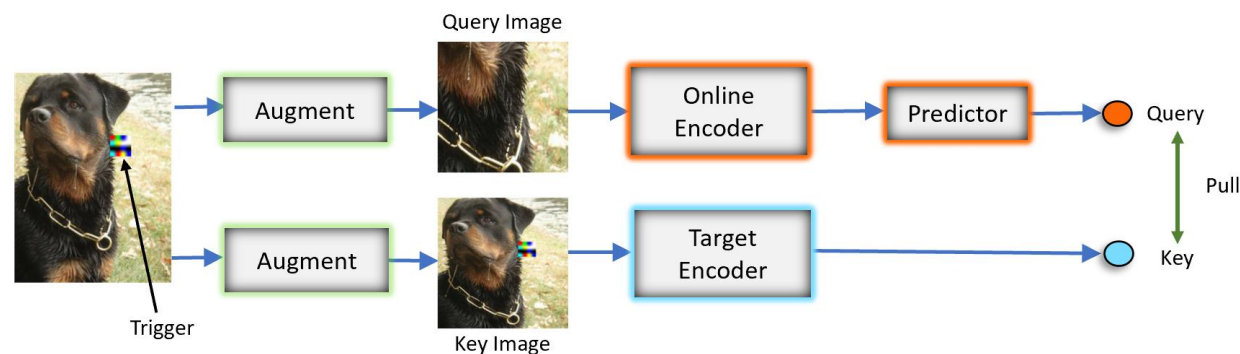 Query Image
Augment
Online
Encoder
Predictor
Query
Pull
Augment
Target
Encoder
Key
Trigger
Key Image